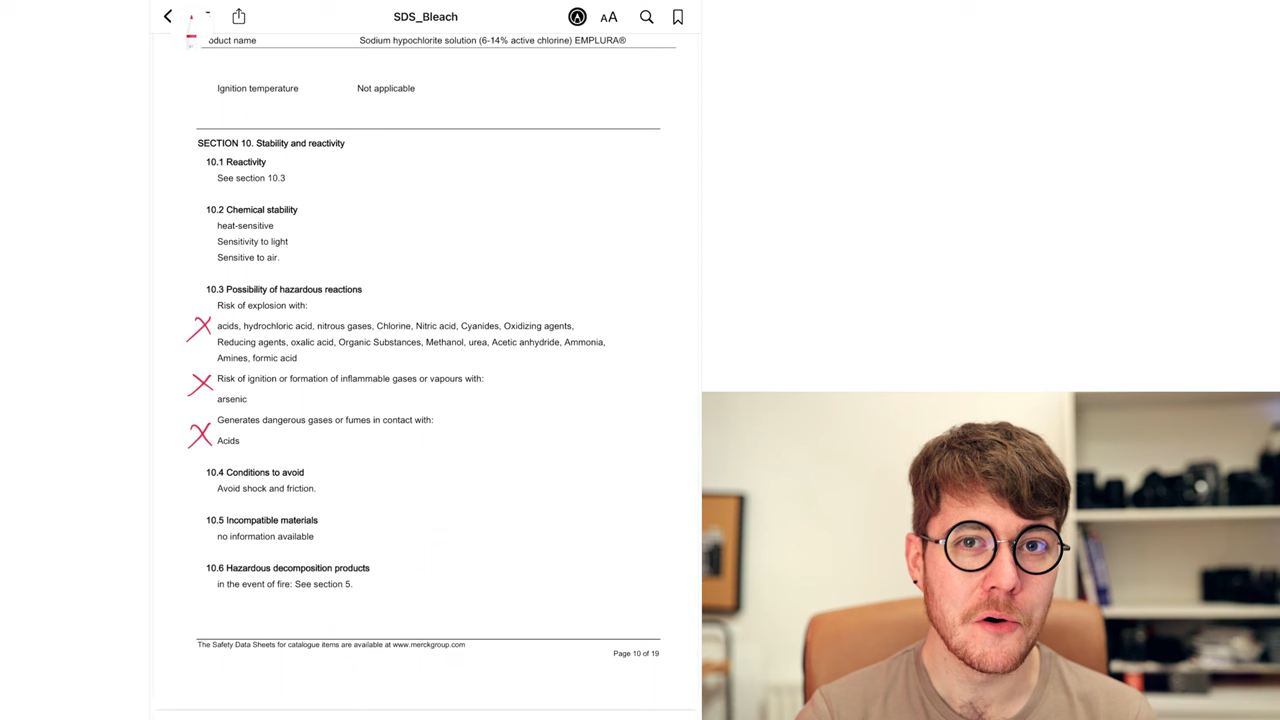 SDS_Bleach
AA
oduct name Sodium hypochlorite solution (6-14% active chlorine) EMPLURA®
Ignition temperature Not applicable
SECTION 10. Stability and reactivity
10.1 Reactivity
See section 10.3
10.2 Chemical stability
heat-sensitive
Sensitivity to light
Sensitive to air.
10.3 Possibility of hazardous reactions
Risk of explosion with:
acids, hydrochloric acid, nitrous gases, Chlorine, Nitric acid, Cyanides, Oxidizing agents,
Reducing agents, oxalic acid, Organic Substances, Methanol, urea, Acetic anhydride, Ammonia,
Amines, formic acid
Risk of ignition or formation of inflammable gases or vapours with:
arsenic
Generates dangerous gases or fumes in contact with:
Acids
10.4 Conditions to avoid
Avoid shock and friction.
10.5 Incompatible materials
no information available
10.6 Hazardous decomposition products
in the event of fire: See section 5.
The Safety Data Sheets for catalogue items are available at www.merckgroup.com
Page 10 of 19